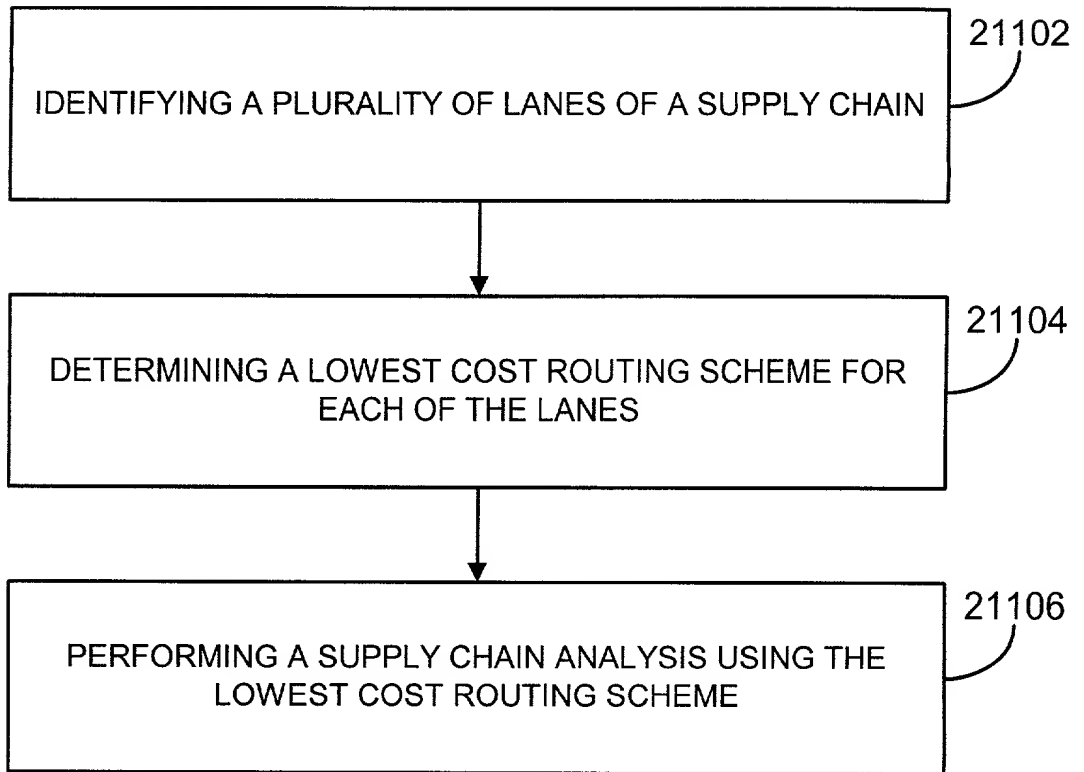 21102
IDENTIFYING A PLURALITY OF LANES OF A SUPPLY CHAIN
21104
DETERMINING A LOWEST COST ROUTING SCHEME FOR
EACH OF THE LANES
21106
PERFORMING A SUPPLY CHAIN ANALYSIS USING THE
LOWEST COST ROUTING SCHEME